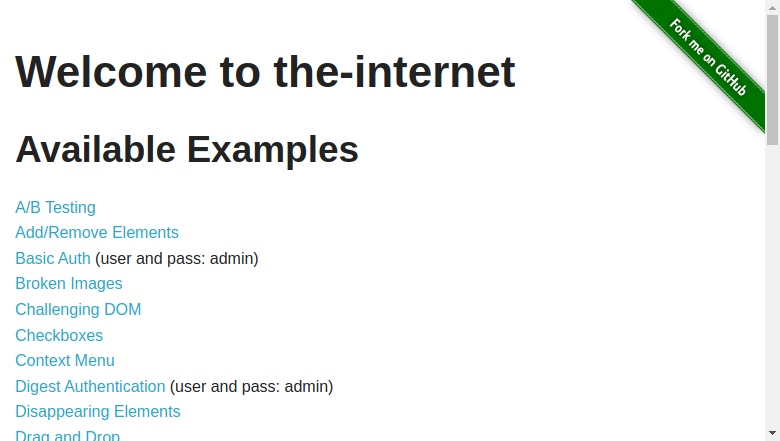 Fork me on GitHub
Welcome to the-internet
Available Examples
A/B Testing
Add/Remove Elements
Basic Auth (user and pass: admin)
Broken Images
Challenging DOM
Checkboxes
Context Menu
Digest Authentication (user and pass: admin)
Disappearing Elements
Drag and Drop